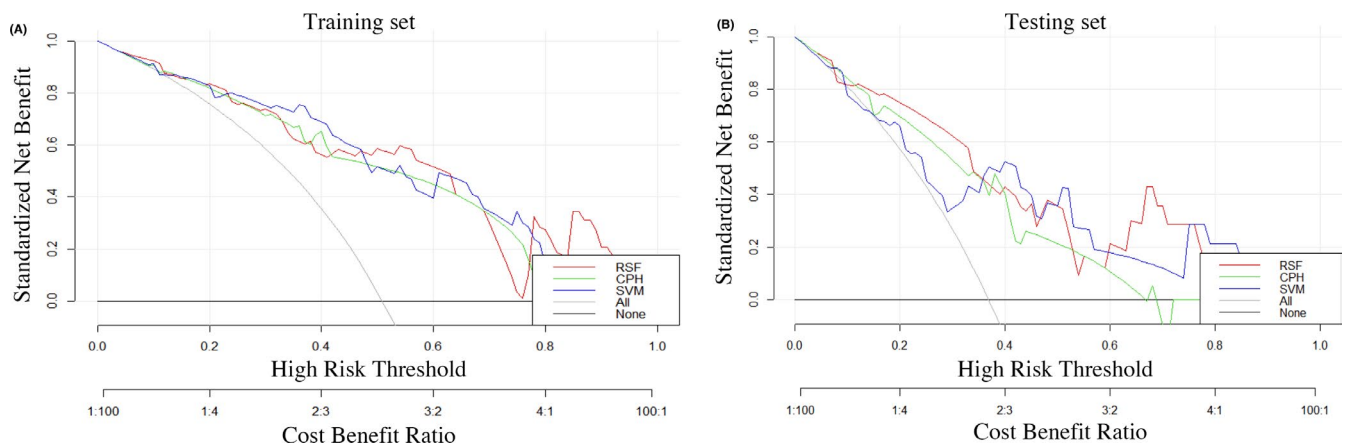 (A)
Training set
Standardized Net Benefit
1.0
0.8
0.6
0.4
0.2
0.0
RSF
CPH
SVM
All
None
0.0 0.2 0.4 0.6 0.8 1.0
High Risk Threshold
1:100 1:4 2:3 3:2 4:1 100:1
Cost Benefit Ratio
(B)
Testing set
Standardized Net Benefit
1.0
0.8
0.6
0.4
0.2
0.0
RSF
CPH
SVM
All
None
0.0 0.2 0.4 0.6 0.8 1.0
High Risk Threshold
1:100 1:4 2:3 3:2 4:1 100:1
Cost Benefit Ratio